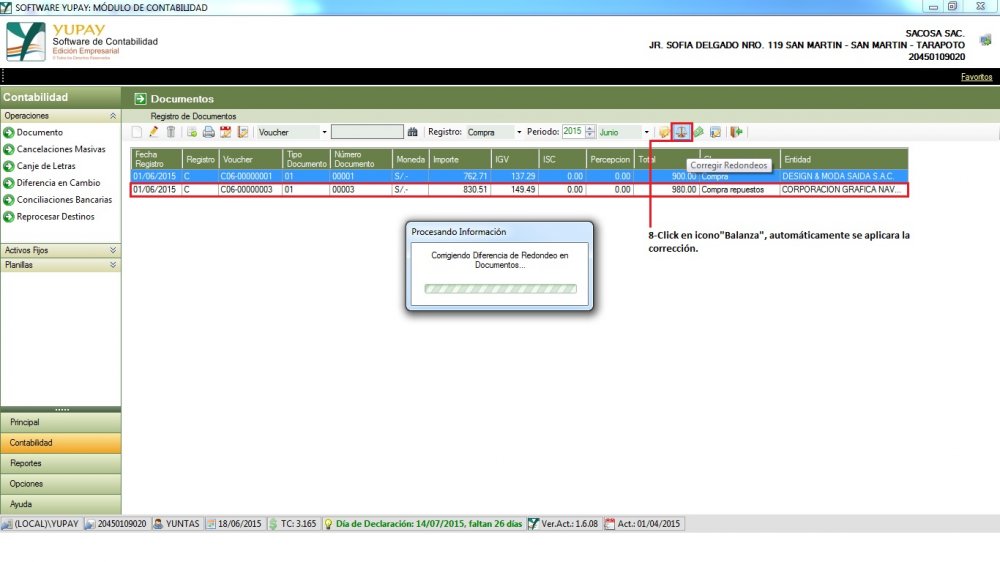 SOFTWARE YUPAY: MÓDULO DE CONTABILIDAD
YUPAY
Software de Contabilidad
Edición Empresarial
© Todos los Derechos Reservados
SACOSA SAC.
JR. SOFIA DELGADO NRO. 119 SAN MARTIN - SAN MARTIN - TARAPOTO
20450109020
Favoritos
Contabilidad
Documentos
Operaciones
Registro de Documentos
Documento
Cancelaciones Masivas
Canje de Letras
Diferencia en Cambio
Conciliaciones Bancarias
Reprocesar Destinos
Activos Fijos
Planillas
Voucher Registro: Compra Periodo: 2015 Junio
Corregir Redondeos
Fecha Registro Registro Voucher Tipo Documento Número Documento Moneda Importe IGV ISC Percepcion Total Entidad
01/06/2015 C C06-00000001 01 00001 S/.- 762.71 137.29 0.00 0.00 900.00 Compra DESIGN & MODA SAIDA S.A.C.
01/06/2015 C C06-00000003 01 00003 S/.- 830.51 149.49 0.00 0.00 980.00 Compra repuestos CORPORACION GRAFICA NAV...
8-Click en icono"Balanza", automáticamente se aplicara la
corrección.
Procesando Información
Corrigiendo Diferencia de Redondeo en
Documentos...
Principal
Contabilidad
Reportes
Opciones
Ayuda
(LOCAL)\YUPAY 20450109020 YUNTAS 18/06/2015 TC: 3.165 Día de Declaración: 14/07/2015, faltan 26 días Ver.Act.: 1.6.08 Act.: 01/04/2015